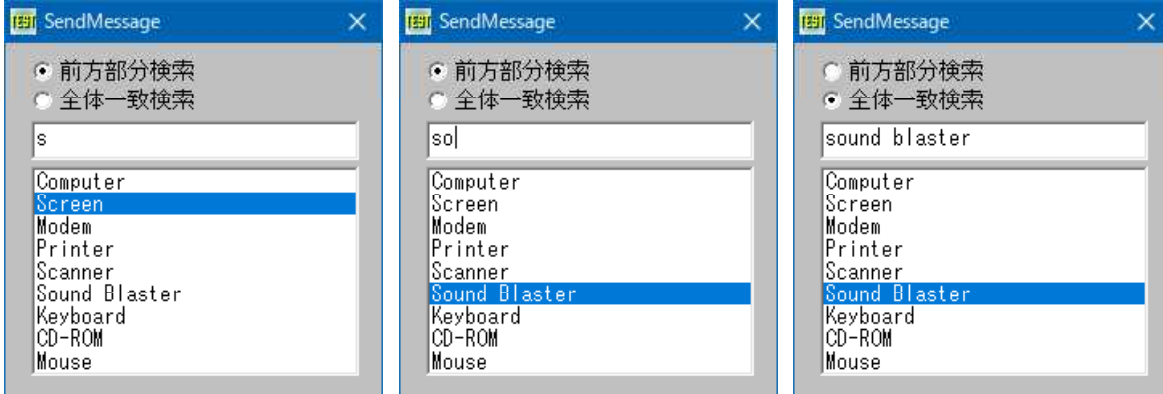 TEST SendMessage ×
前方部分検索
全体一致検索
s
Computer
Screen
Modem
Printer
Scanner
Sound Blaster
Keyboard
CD-ROM
Mouse
TEST SendMessage ×
前方部分検索
全体一致検索
so
Computer
Screen
Modem
Printer
Scanner
Sound Blaster
Keyboard
CD-ROM
Mouse
TEST SendMessage ×
前方部分検索
全体一致検索
sound blaster
Computer
Screen
Modem
Printer
Scanner
Sound Blaster
Keyboard
CD-ROM
Mouse